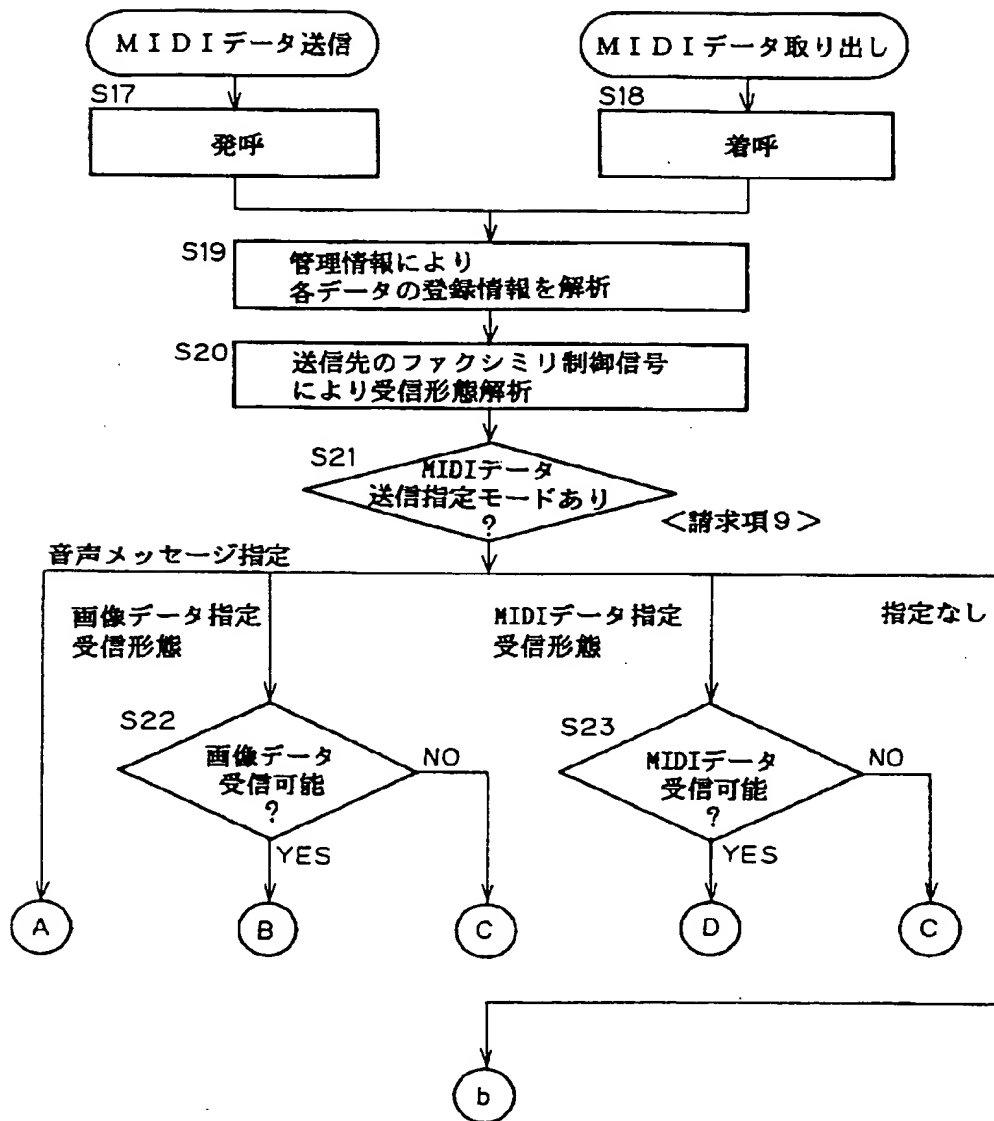 MIDIデータ送信
MIDIデータ取り出し
S17
発呼
S18
着呼
S19
管理情報により
各データの登録情報を解析
S20
送信先のファクシミリ制御信号
により受信形態解析
S21
MIDIデータ
送信指定モードあり
?
<請求項9>
音声メッセージ指定
画像データ指定
受信形態
MIDIデータ指定
受信形態
指定なし
S22
画像データ
受信可能
?
NO
YES
S23
MIDIデータ
受信可能
?
NO
YES
A
B
C
D
C
b